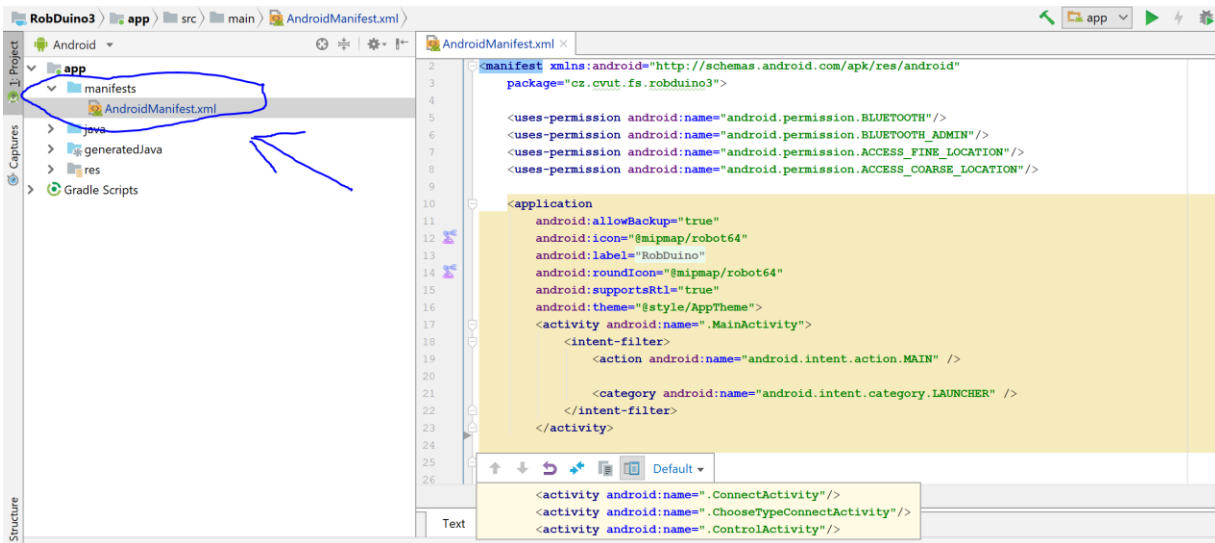 RobDuino3 app src main AndroidManifest.xml
app
Android
AndroidManifest.xml
1: Project
Captures
Structure
app
manifests
AndroidManifest.xml
java
generatedJava
res
Gradle Scripts
2 <manifest xmlns:android="http://schemas.android.com/apk/res/android"
3 package="cz.cvut.fs.robduino3">
4
5 <uses-permission android:name="android.permission.BLUETOOTH"/>
6 <uses-permission android:name="android.permission.BLUETOOTH_ADMIN"/>
7 <uses-permission android:name="android.permission.ACCESS_FINE_LOCATION"/>
8 <uses-permission android:name="android.permission.ACCESS_COARSE_LOCATION"/>
9
10 <application
11 android:allowBackup="true"
12 android:icon="@mipmap/robot64"
13 android:label="RobDuino"
14 android:roundIcon="@mipmap/robot64"
15 android:supportsRtl="true"
16 android:theme="@style/AppTheme">
17 <activity android:name=".MainActivity">
18 <intent-filter>
19 <action android:name="android.intent.action.MAIN" />
20
21 <category android:name="android.intent.category.LAUNCHER" />
22 </intent-filter>
23 </activity>
24
25
26
Default
<activity android:name=".ConnectActivity"/>
<activity android:name=".ChooseTypeConnectActivity"/>
<activity android:name=".ControlActivity"/>
Text